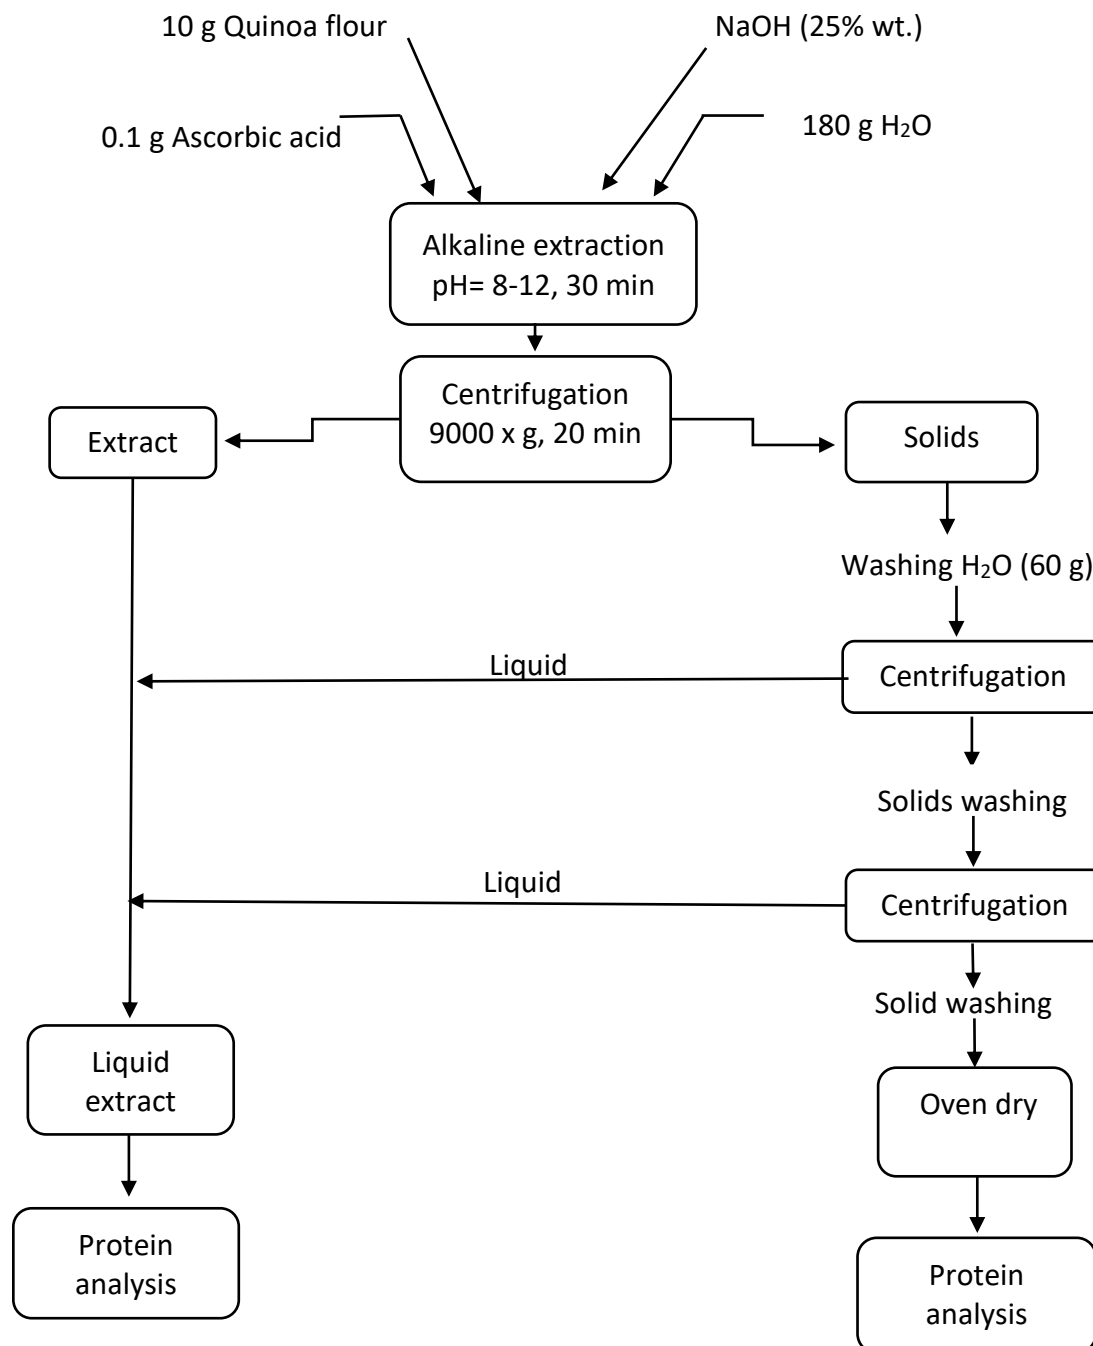 10 g Quinoa flour
NaOH (25% wt.)
0.1 g Ascorbic acid
180 g H₂O
Alkaline extraction
pH= 8-12, 30 min
Centrifugation
9000 x g, 20 min
Extract
Solids
Washing H₂O (60 g)
Liquid
Centrifugation
Solids washing
Liquid
Centrifugation
Solid washing
Liquid
extract
Oven dry
Protein
analysis
Protein
analysis